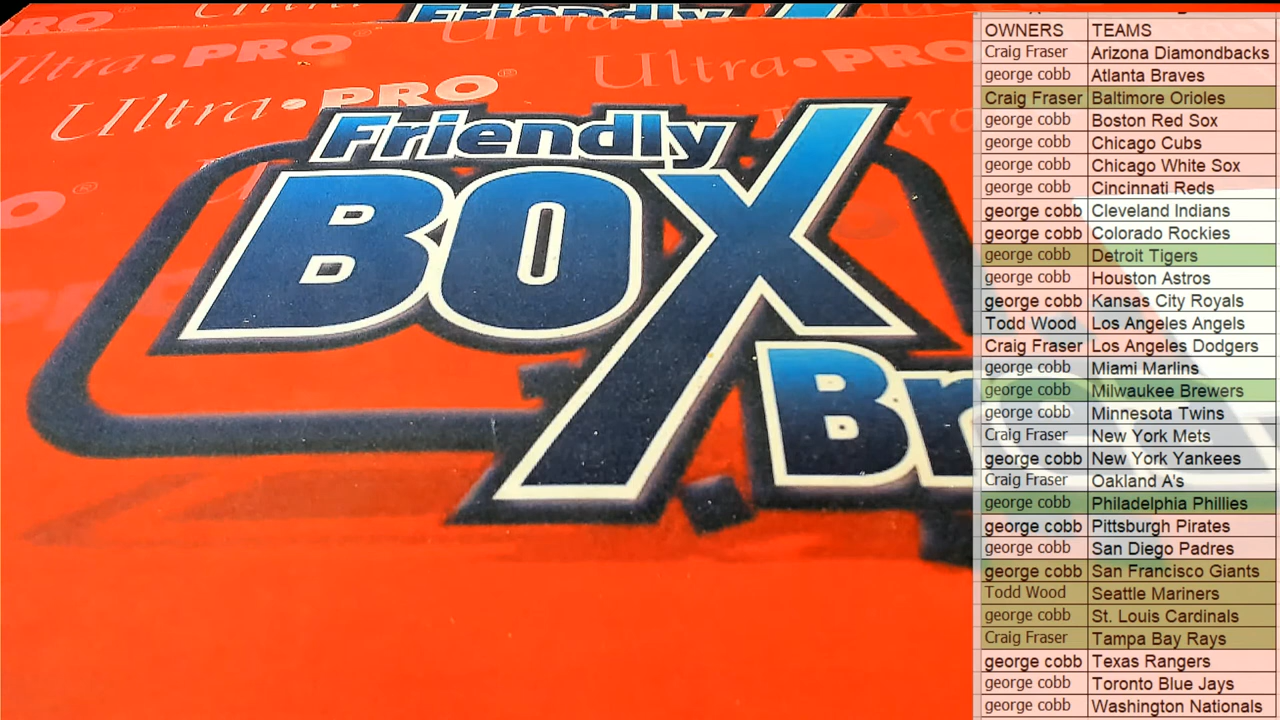 Friendly
Ultra•PRO®
Ultra•PRO
Ultra•PRO®
Ultra•PRO
Friendly
BOX
Br
PRO®
OWNERS TEAMS
Craig Fraser Arizona Diamondbacks
george cobb Atlanta Braves
Craig Fraser Baltimore Orioles
george cobb Boston Red Sox
george cobb Chicago Cubs
george cobb Chicago White Sox
george cobb Cincinnati Reds
george cobb Cleveland Indians
george cobb Colorado Rockies
george cobb Detroit Tigers
george cobb Houston Astros
george cobb Kansas City Royals
Todd Wood Los Angeles Angels
Craig Fraser Los Angeles Dodgers
george cobb Miami Marlins
george cobb Milwaukee Brewers
george cobb Minnesota Twins
Craig Fraser New York Mets
george cobb New York Yankees
Craig Fraser Oakland A's
george cobb Philadelphia Phillies
george cobb Pittsburgh Pirates
george cobb San Diego Padres
george cobb San Francisco Giants
Todd Wood Seattle Mariners
george cobb St. Louis Cardinals
Craig Fraser Tampa Bay Rays
george cobb Texas Rangers
george cobb Toronto Blue Jays
george cobb Washington Nationals